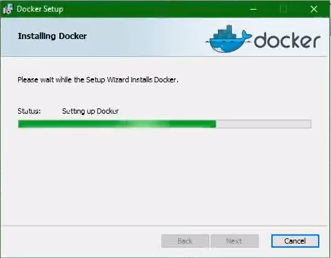 Docker Setup
Installing Docker
docker
Please wait while the Setup Wizard installs Docker.
Status: Setting up Docker
Back Next Cancel